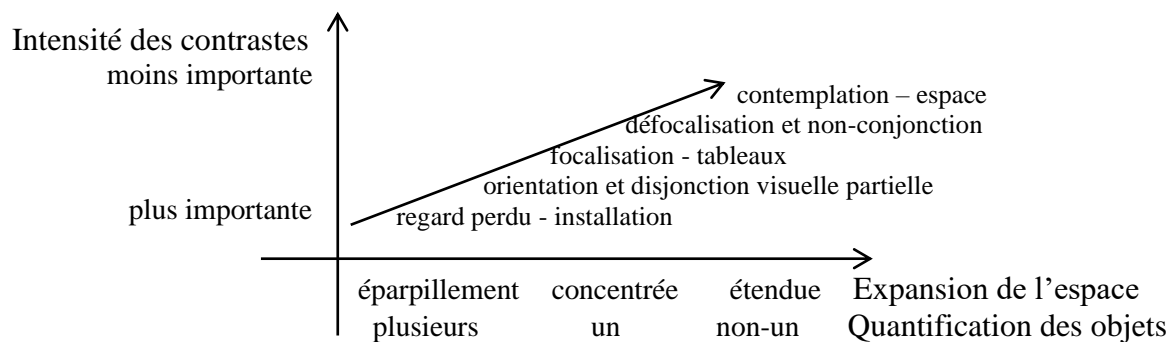 Intensité des contrastes
moins importante
contemplation – espace
défocalisation et non-conjonction
focalisation - tableaux
orientation et disjonction visuelle partielle
plus importante
regard perdu - installation
éparpillement concentrée étendue Expansion de l’espace
plusieurs un non-un Quantification des objets